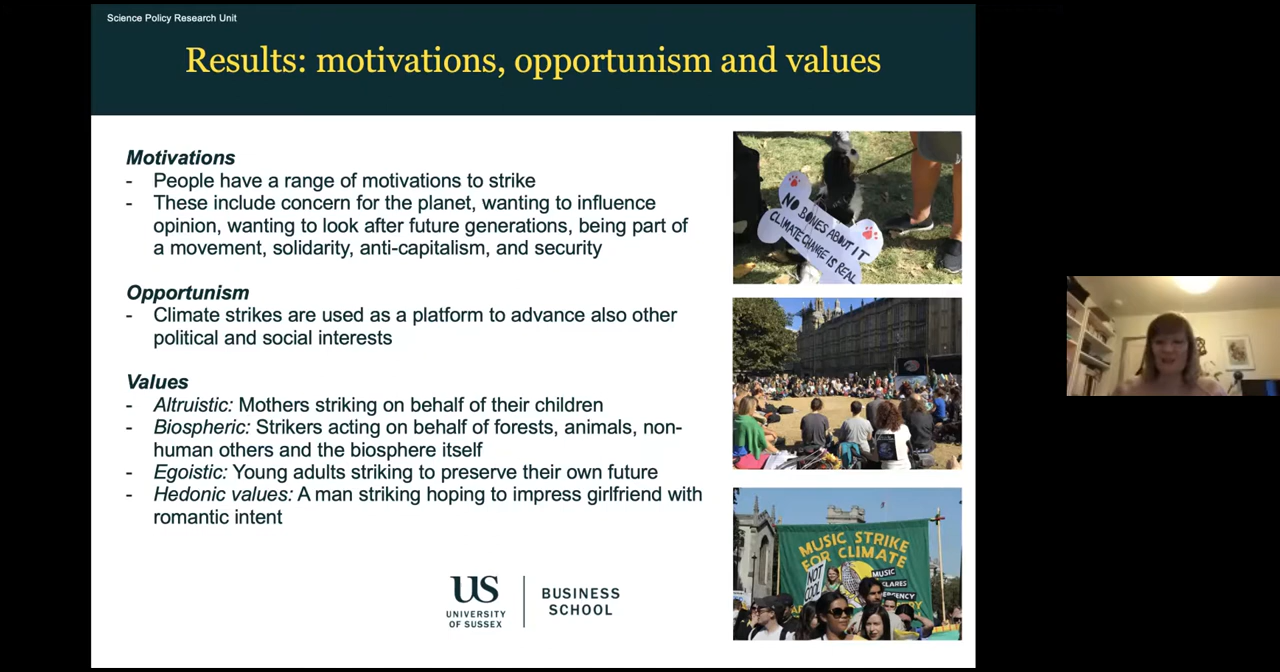 Science Policy Research Unit
Results: motivations, opportunism and values
Motivations
- People have a range of motivations to strike
- These include concern for the planet, wanting to influence
opinion, wanting to look after future generations, being part of
a movement, solidarity, anti-capitalism, and security
Opportunism
- Climate strikes are used as a platform to advance also other
political and social interests
Values
- Altruistic: Mothers striking on behalf of their children
- Biospheric: Strikers acting on behalf of forests, animals, non-
human others and the biosphere itself
- Egoistic: Young adults striking to preserve their own future
- Hedonic values: A man striking hoping to impress girlfriend with
romantic intent
US
UNIVERSITY
OF SUSSEX
BUSINESS
SCHOOL
NO BONES ABOUT IT
CLIMATE CHANGE IS REAL
MUSIC STRIKE
FOR CLIMATE
NOT
COOL
MUSIC